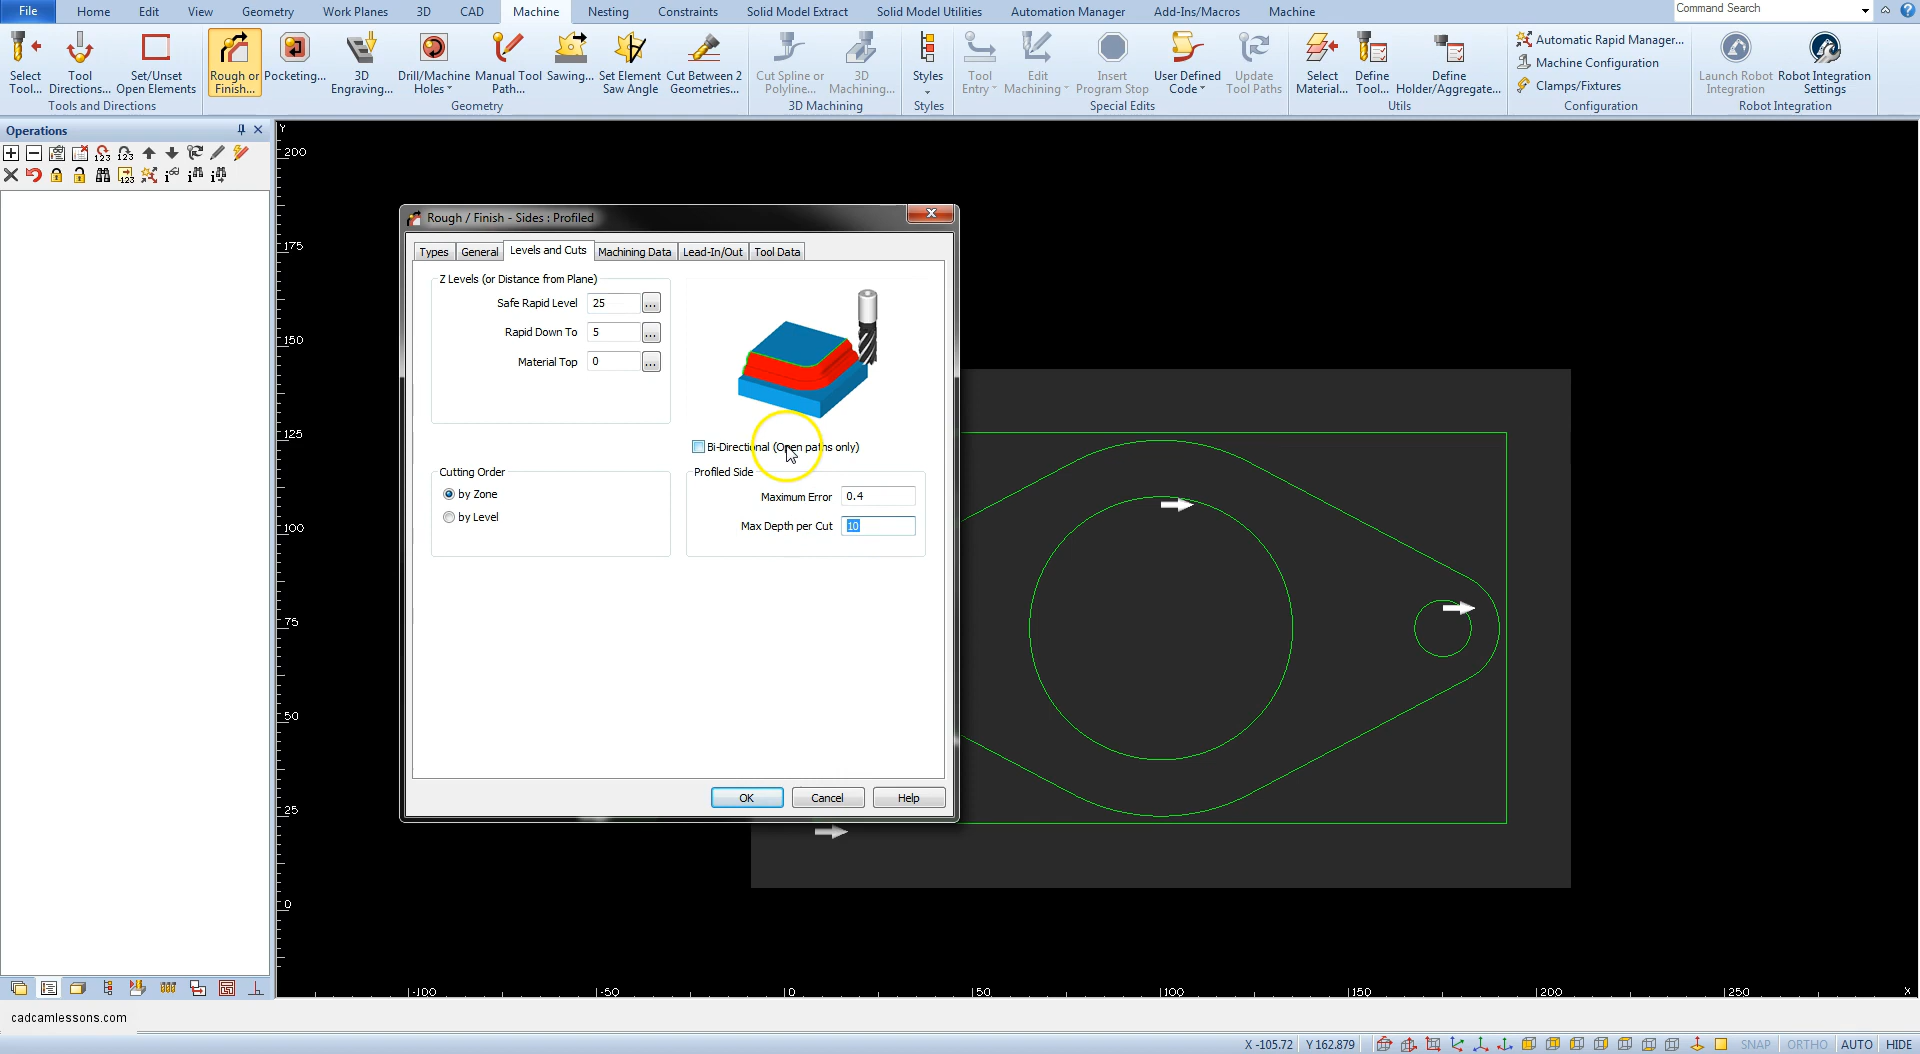 File Home Edit View Geometry Work Planes 3D CAD Machine Nesting Constraints Solid Model Extract Solid Model Utilities Automation Manager Add-Ins/Macros Machine Command Search
Select Tool... Tool Directions... Set/Unset Open Elements
Tools and Directions
Rough or Finish... Pocketing... 3D Engraving... Drill/Machine Holes Manual Tool Path... Sawing... Set Element Saw Angle Cut Between 2 Geometries...
Geometry
Cut Spline or Polyline... 3D Machining...
3D Machining
Styles
Styles
Tool Entry Edit Machining Insert Program Stop User Defined Code Update Tool Paths
Special Edits
Select Material... Define Tool... Define Holder/Aggregate...
Utils
Automatic Rapid Manager...
Machine Configuration
Clamps/Fixtures
Configuration
Launch Robot Integration Robot Integration Settings
Robot Integration
Operations
Y
200
175
150
125
100
75
50
25
0
Rough / Finish - Sides : Profiled
Types General Levels and Cuts Machining Data Lead-In/Out Tool Data
Z Levels (or Distance from Plane)
Safe Rapid Level 25 ...
Rapid Down To 5 ...
Material Top 0 ...
Bi-Directional (Open paths only)
Cutting Order
by Zone
by Level
Profiled Side
Maximum Error 0.4
Max Depth per Cut 10
OK Cancel Help
-100 -50 0 50 100 150 200 250 X
cadcamlessons.com
X -105.72 Y 162.879 SNAP ORTHO AUTO HIDE